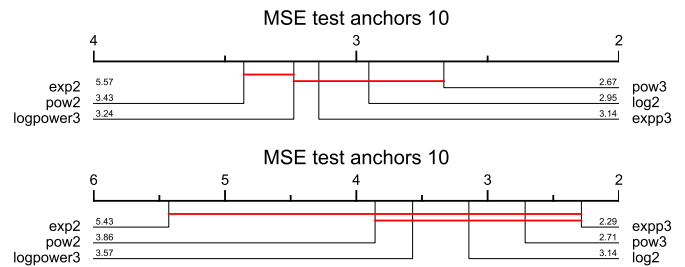 MSE test anchors 10
4 3 2
exp2 5.57 2.67 pow3
pow2 3.43 2.95 log2
logpower3 3.24 3.14 expp3
MSE test anchors 10
6 5 4 3 2
exp2 5.43 2.29 expp3
pow2 3.86 2.71 pow3
logpower3 3.57 3.14 log2